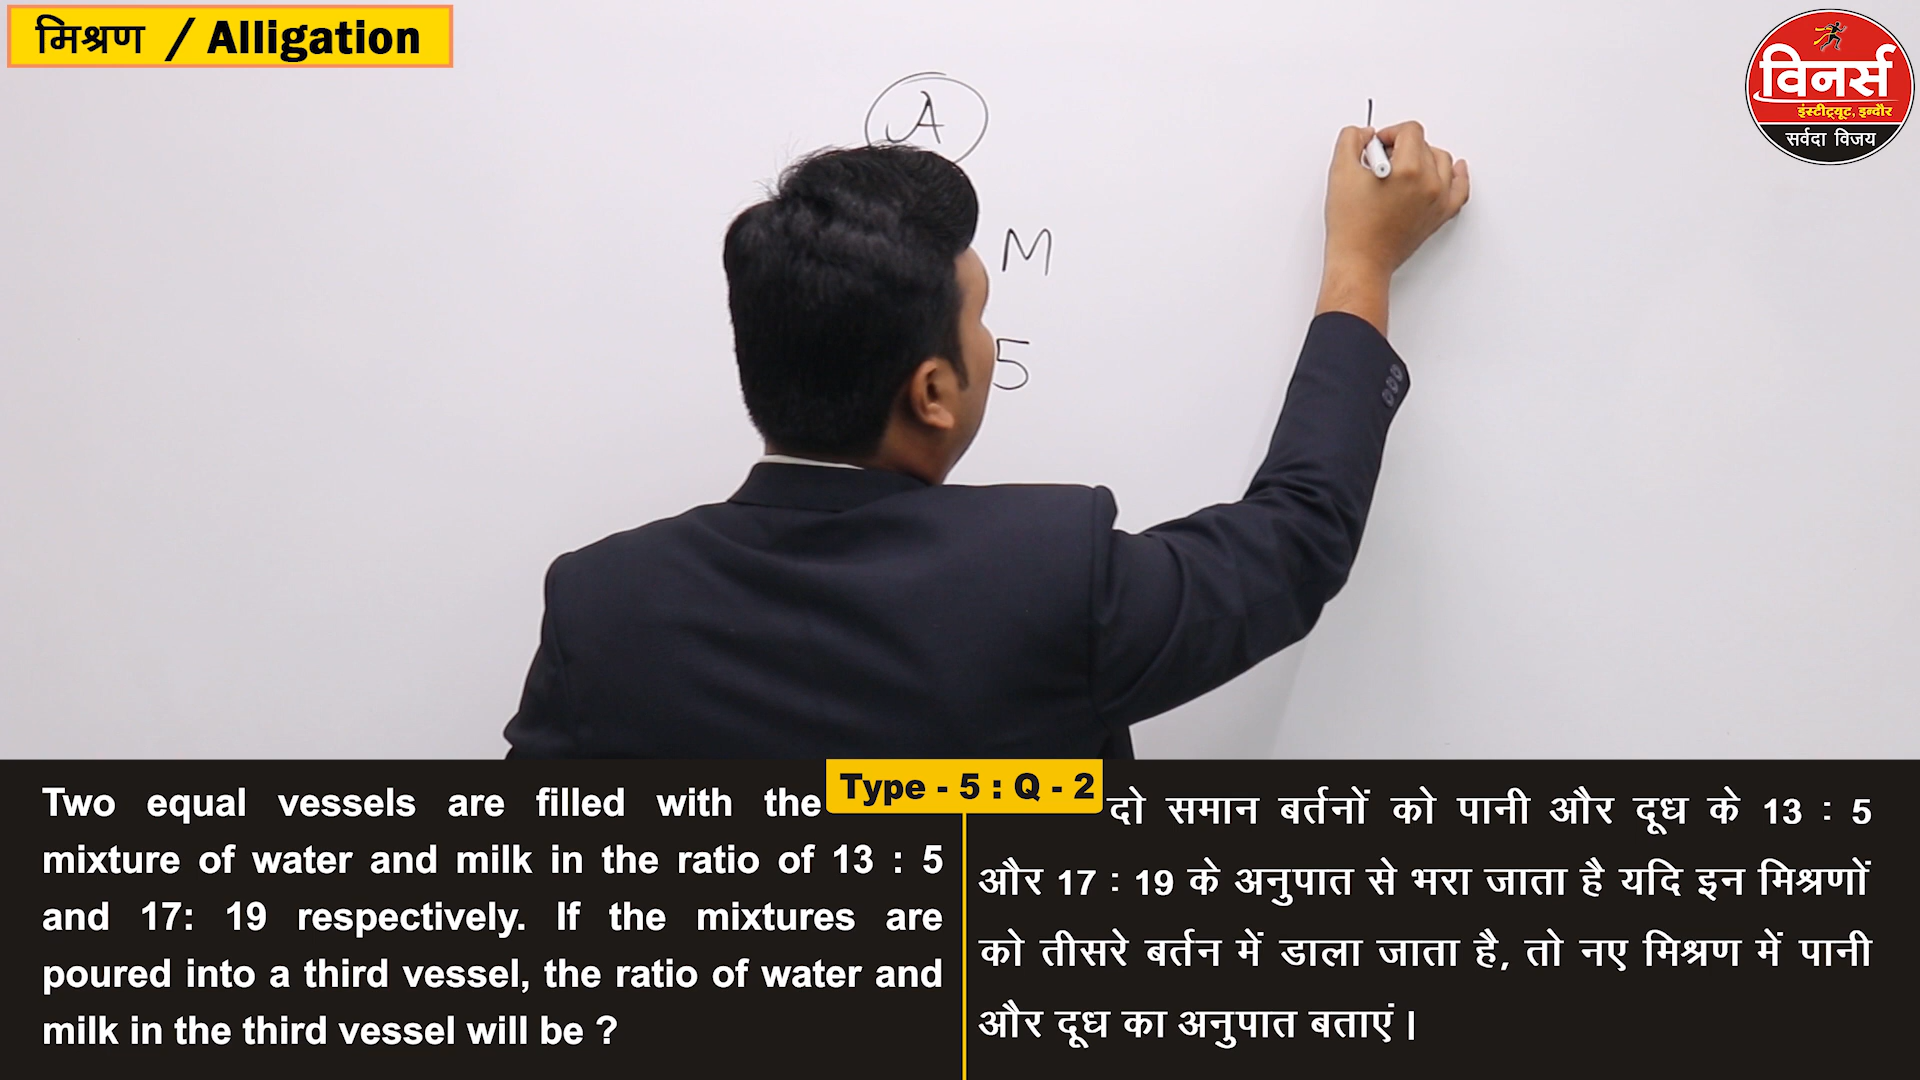 मिश्रण / Alligation
विनर्स
इंस्टीट्यूट, इन्दौर
सर्वदा विजय
A
M
5
Type - 5 : Q - 2
Two equal vessels are filled with the
mixture of water and milk in the ratio of 13 : 5
and 17: 19 respectively. If the mixtures are
poured into a third vessel, the ratio of water and
milk in the third vessel will be ?
दो समान बर्तनों को पानी और दूध के 13 : 5
और 17 : 19 के अनुपात से भरा जाता है यदि इन मिश्रणों
को तीसरे बर्तन में डाला जाता है, तो नए मिश्रण में पानी
और दूध का अनुपात बताएं।